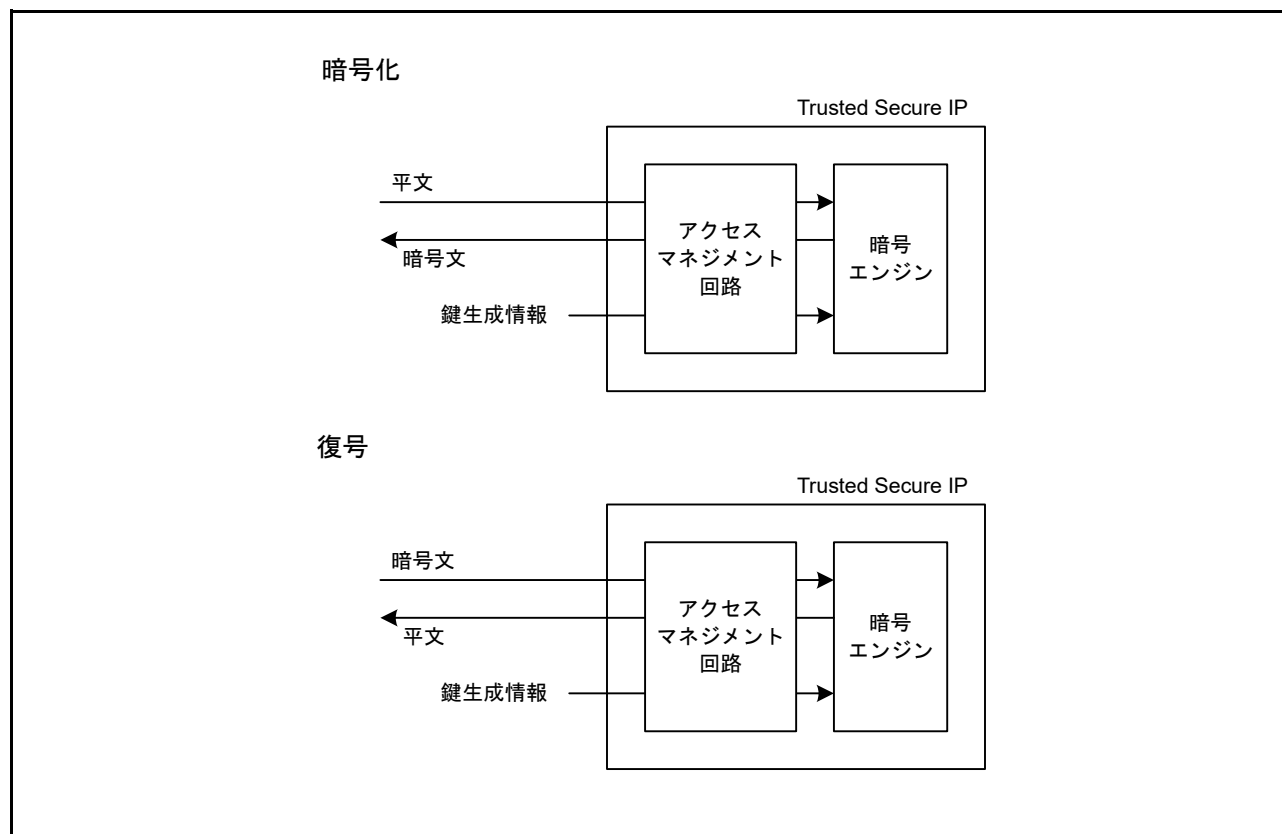 暗号化
Trusted Secure IP
平文
暗号文
鍵生成情報
アクセス
マネジメント
回路
暗号
エンジン
復号
Trusted Secure IP
暗号文
平文
鍵生成情報
アクセス
マネジメント
回路
暗号
エンジン